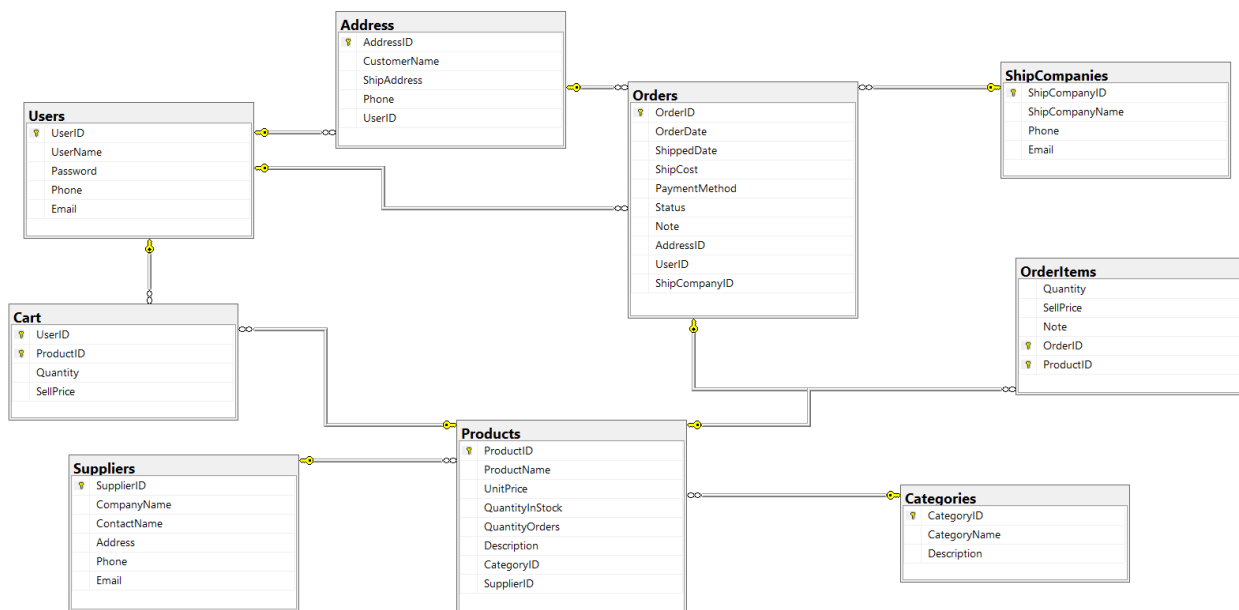 Address
AddressID
CustomerName
ShipAddress
Phone
UserID
Users
UserID
UserName
Password
Phone
Email
Orders
OrderID
OrderDate
ShippedDate
ShipCost
PaymentMethod
Status
Note
AddressID
UserID
ShipCompanyID
ShipCompanies
ShipCompanyID
ShipCompanyName
Phone
Email
OrderItems
Quantity
SellPrice
Note
OrderID
ProductID
Cart
UserID
ProductID
Quantity
SellPrice
Products
ProductID
ProductName
UnitPrice
QuantityInStock
QuantityOrders
Description
CategoryID
SupplierID
Suppliers
SupplierID
CompanyName
ContactName
Address
Phone
Email
Categories
CategoryID
CategoryName
Description